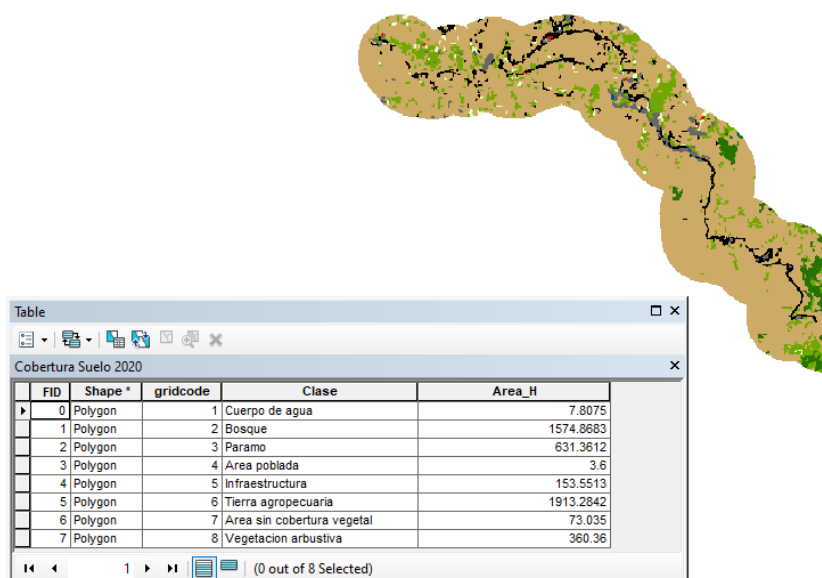 Table
Cobertura Suelo 2020
FID Shape * gridcode Clase Area_H
0 Polygon 1 Cuerpo de agua 7.8075
1 Polygon 2 Bosque 1574.8683
2 Polygon 3 Paramo 631.3612
3 Polygon 4 Area poblada 3.6
4 Polygon 5 Infraestructura 153.5513
5 Polygon 6 Tierra agropecuaria 1913.2842
6 Polygon 7 Area sin cobertura vegetal 73.035
7 Polygon 8 Vegetacion arbustiva 360.36
1 (0 out of 8 Selected)